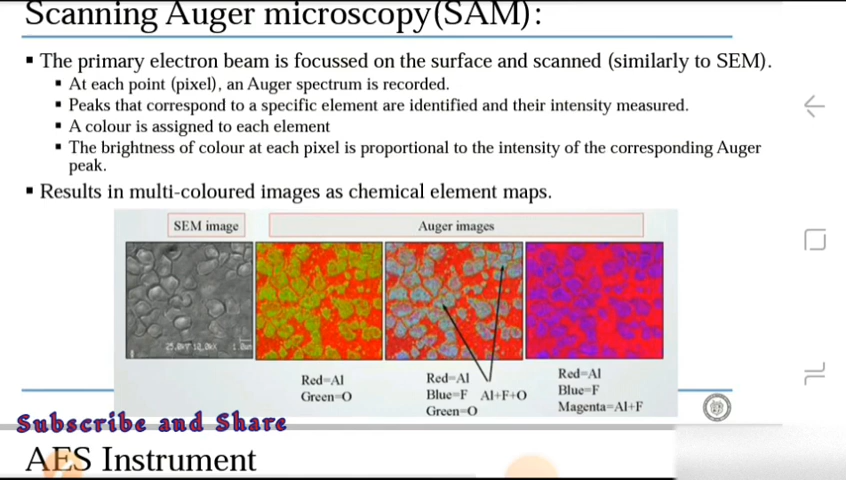 Scanning Auger microscopy(SAM):
▪ The primary electron beam is focussed on the surface and scanned (similarly to SEM).
▪ At each point (pixel), an Auger spectrum is recorded.
▪ Peaks that correspond to a specific element are identified and their intensity measured.
▪ A colour is assigned to each element
▪ The brightness of colour at each pixel is proportional to the intensity of the corresponding Auger
peak.
▪ Results in multi-coloured images as chemical element maps.
SEM image
Auger images
Red=Al
Green=O
Red=Al
Blue=F Al+F+O
Green=O
Red=Al
Blue=F
Magenta=Al+F
Subscribe and Share
AES Instrument